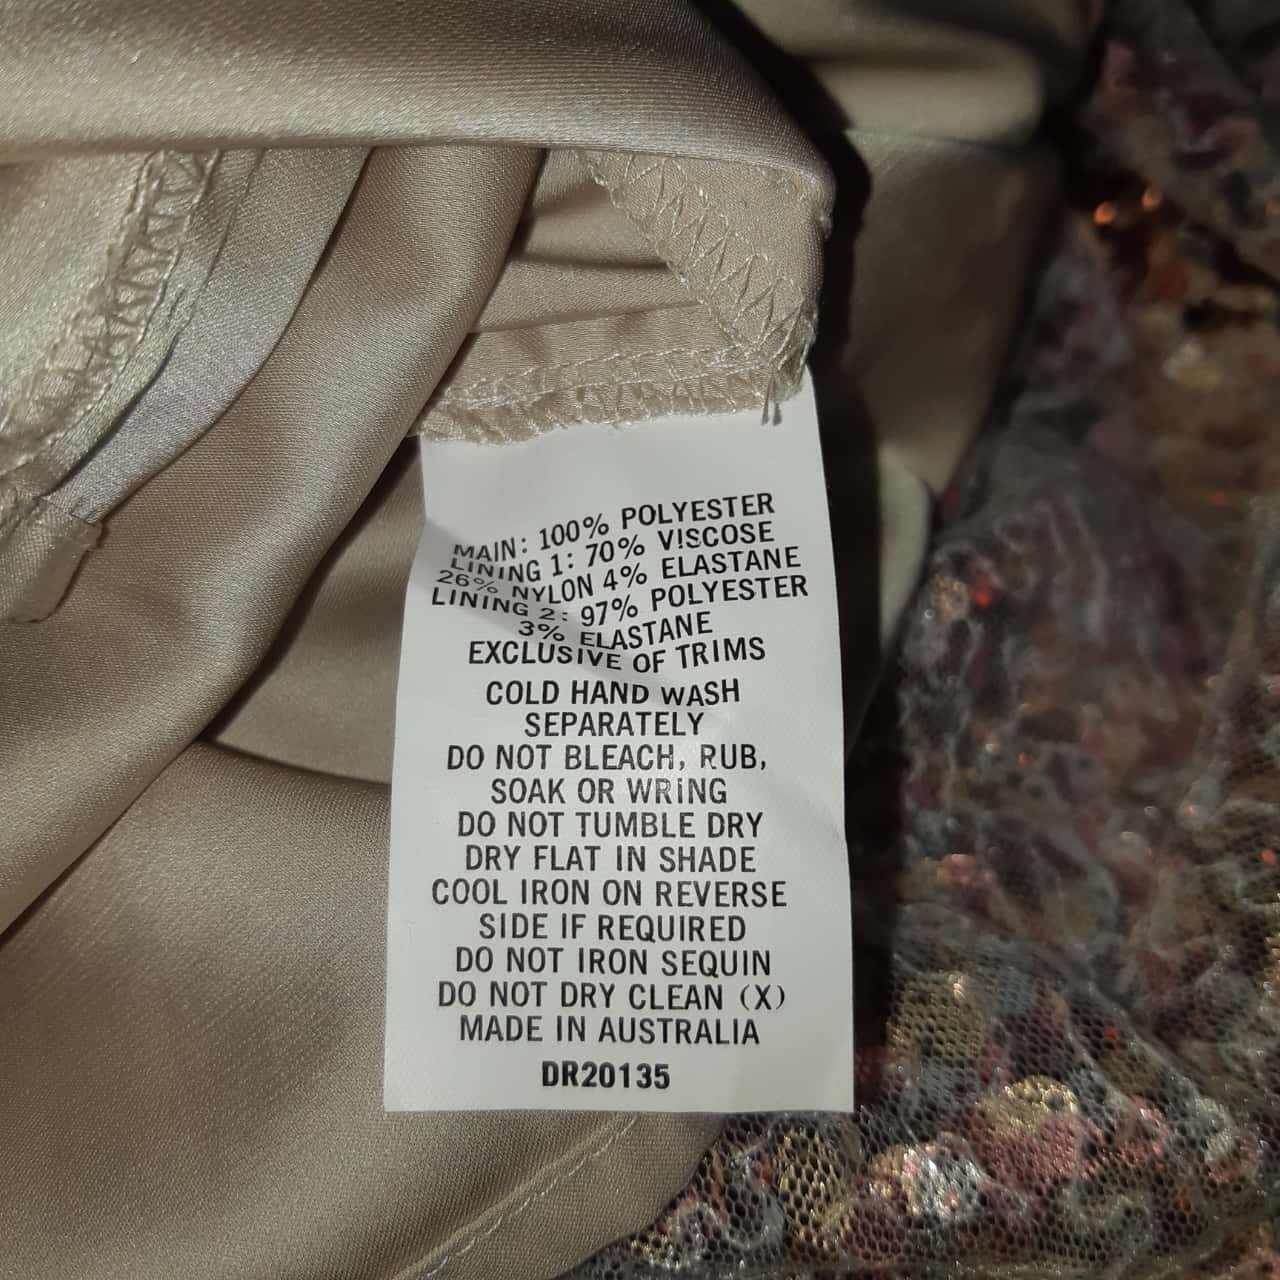 MAIN: 100% POLYESTER
LINING 1: 70% VISCOSE
26% NYLON 4% ELASTANE
LINING 2: 97% POLYESTER
3% ELASTANE
EXCLUSIVE OF TRIMS
COLD HAND WASH
SEPARATELY
DO NOT BLEACH, RUB,
SOAK OR WRING
DO NOT TUMBLE DRY
DRY FLAT IN SHADE
COOL IRON ON REVERSE
SIDE IF REQUIRED
DO NOT IRON SEQUIN
DO NOT DRY CLEAN (X)
MADE IN AUSTRALIA
DR20135